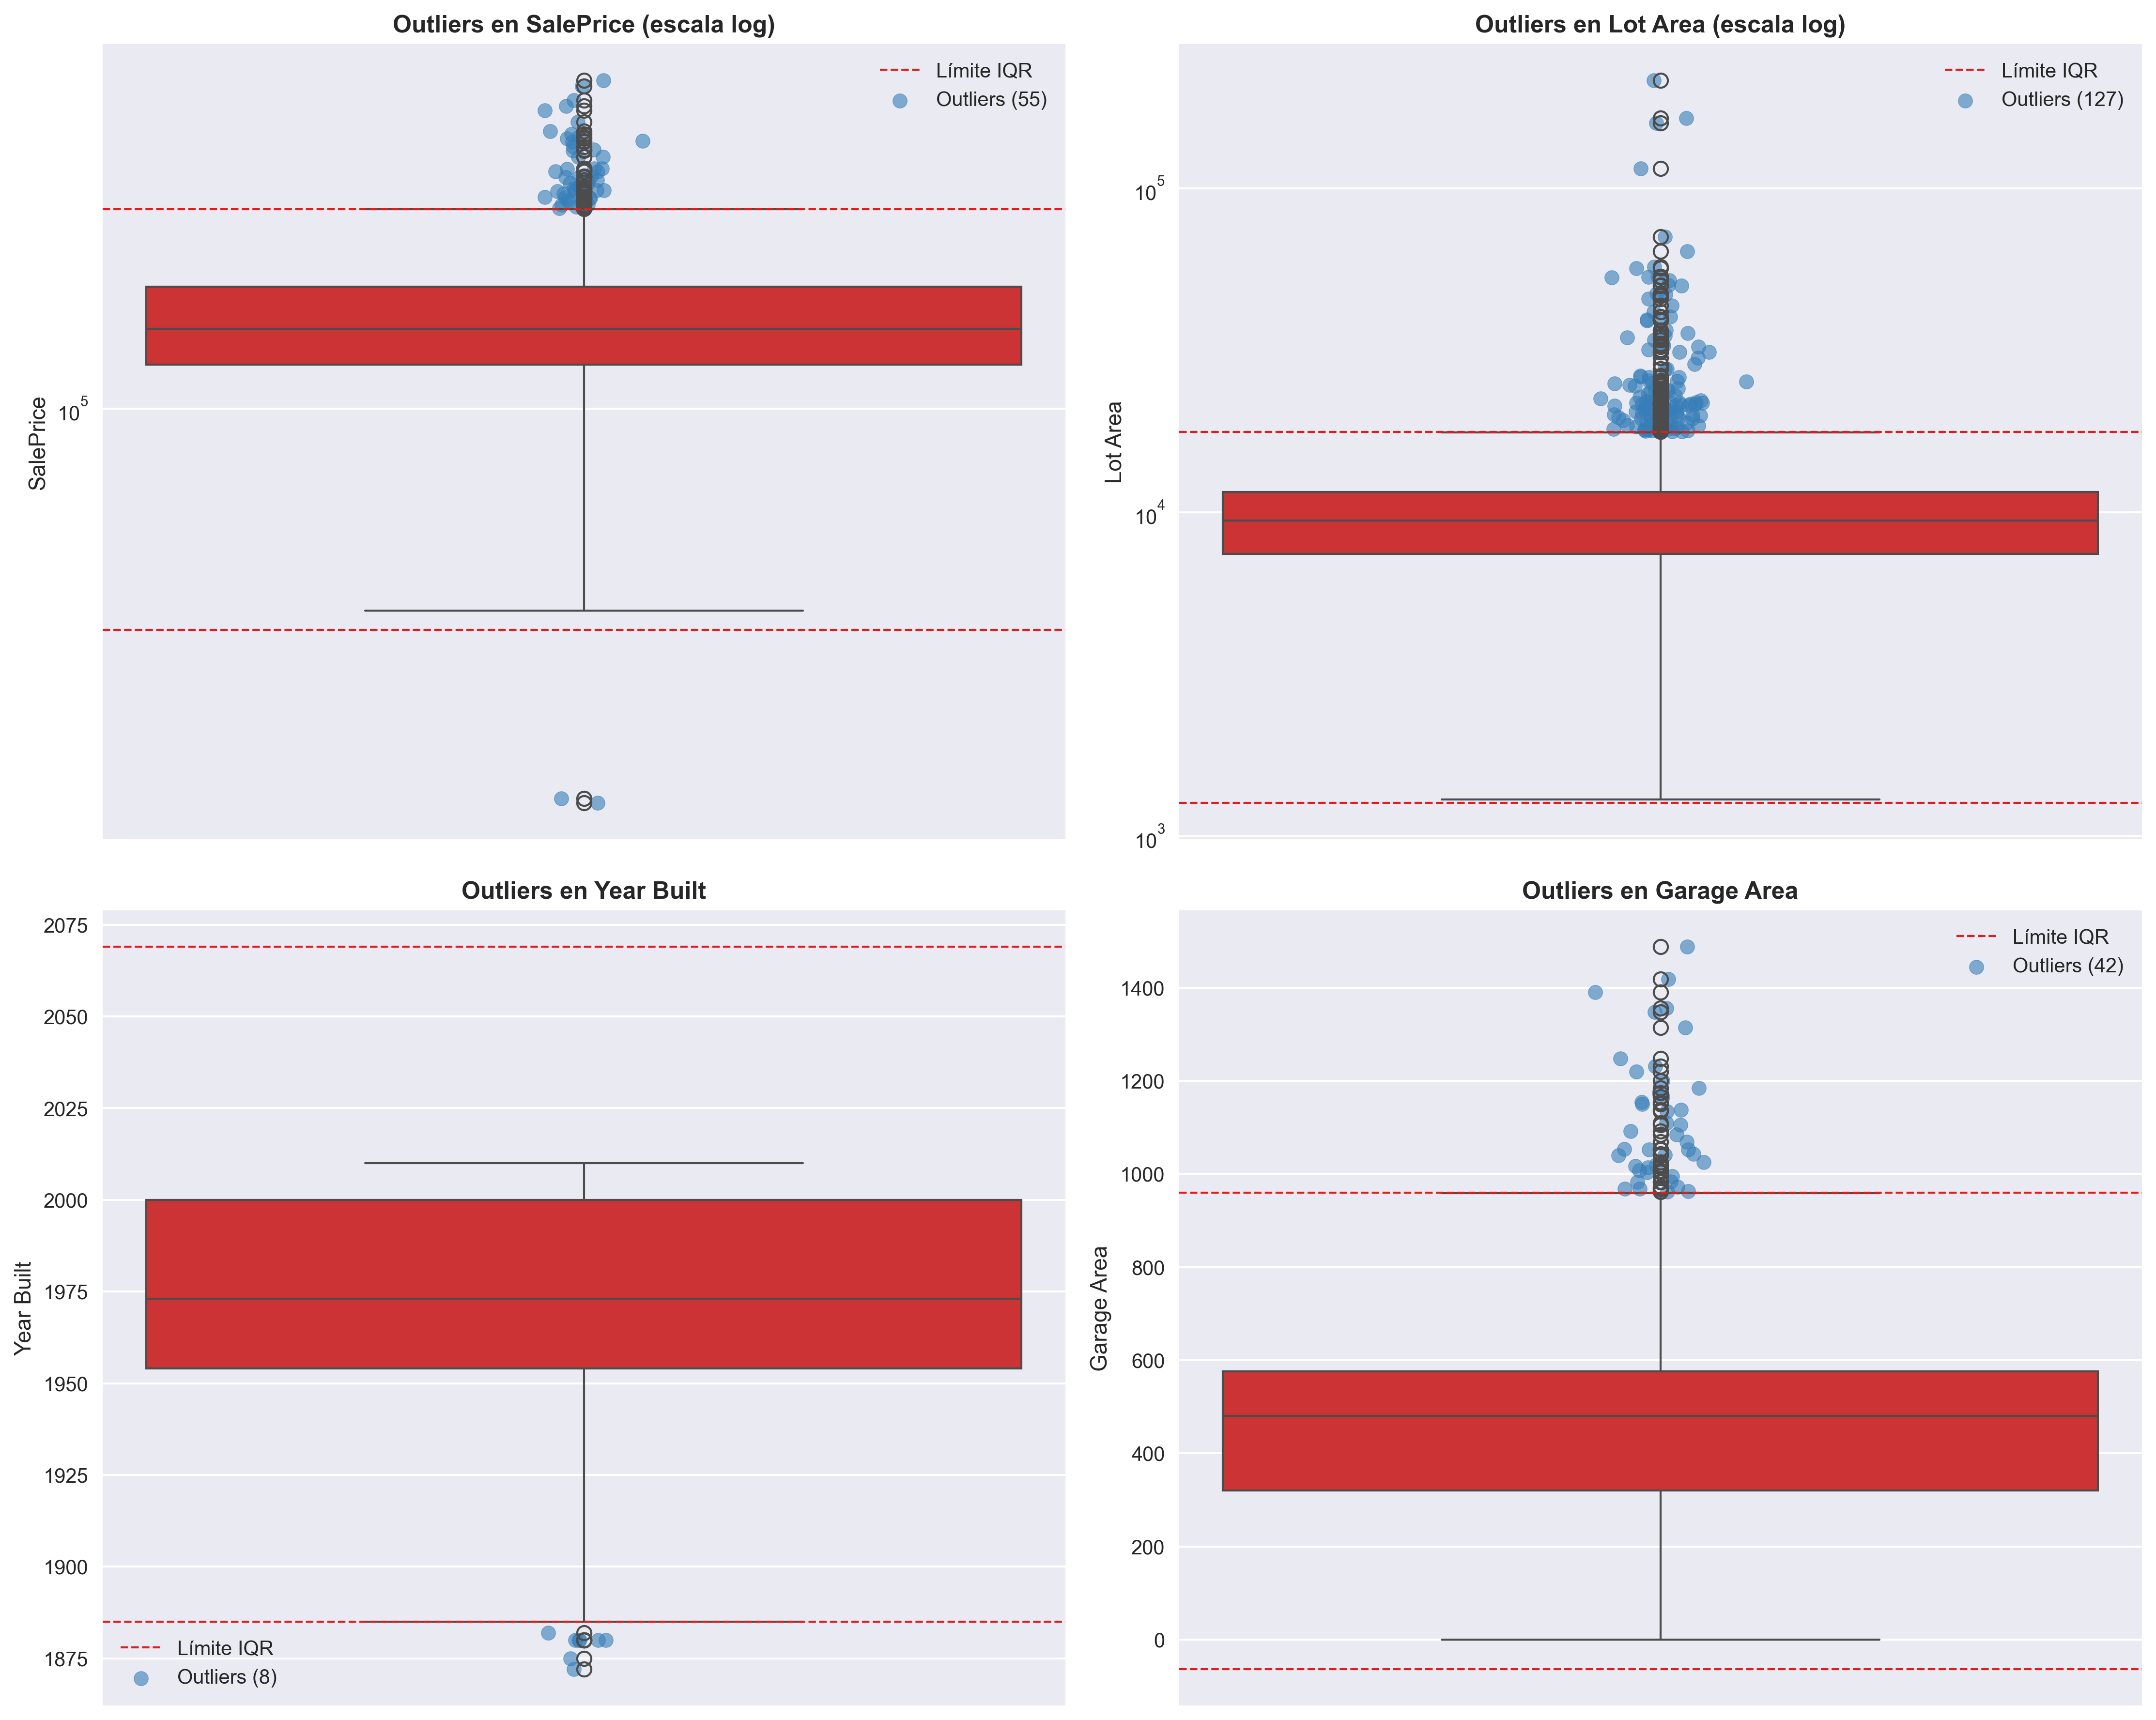 Outliers en SalePrice (escala log)
Límite IQR
Outliers (55)
10^5
SalePrice
Outliers en Lot Area (escala log)
Límite IQR
Outliers (127)
10^5
10^4
10^3
Lot Area
Outliers en Year Built
2075
2050
2025
2000
1975
1950
1925
1900
1875
Year Built
Límite IQR
Outliers (8)
Outliers en Garage Area
Límite IQR
Outliers (42)
1400
1200
1000
800
600
400
200
0
Garage Area